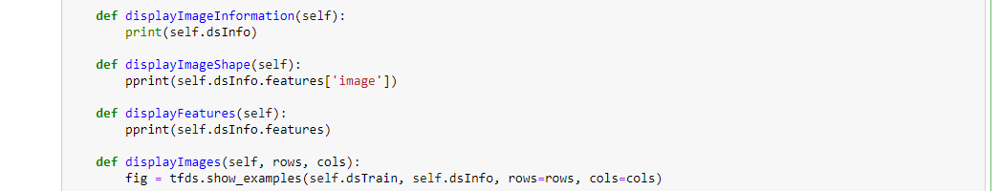 def displayImageInformation(self):
    print(self.dsInfo)
def displayImageShape(self):
    pprint(self.dsInfo.features['image'])
def displayFeatures(self):
    pprint(self.dsInfo.features)
def displayImages(self, rows, cols):
    fig = tfds.show_examples(self.dsTrain, self.dsInfo, rows=rows, cols=cols)